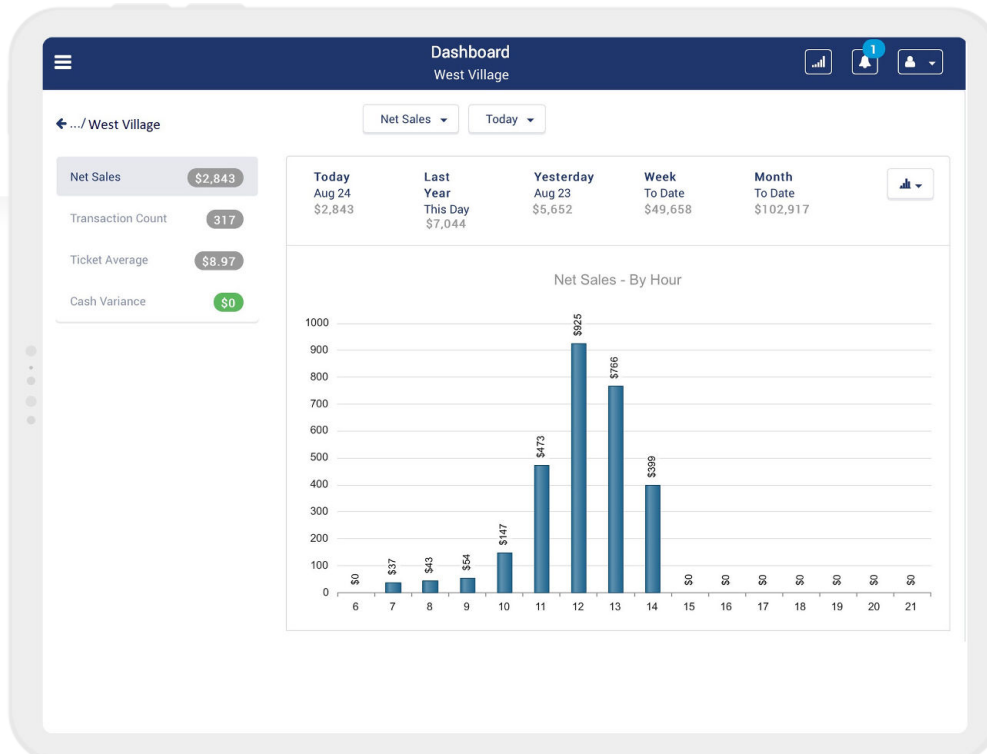 Dashboard
West Village
1
.../ West Village
Net Sales
Today
Net Sales $2,843
Transaction Count 317
Ticket Average $8.97
Cash Variance $0
Today
Aug 24
$2,843
Last
Year
This Day
$7,044
Yesterday
Aug 23
$5,652
Week
To Date
$49,658
Month
To Date
$102,917
Net Sales - By Hour
1000
900
800
700
600
500
400
300
200
100
0
$0 $37 $43 $54 $147 $473 $925 $766 $399 $0 $0 $0 $0 $0 $0 $0
6 7 8 9 10 11 12 13 14 15 16 17 18 19 20 21